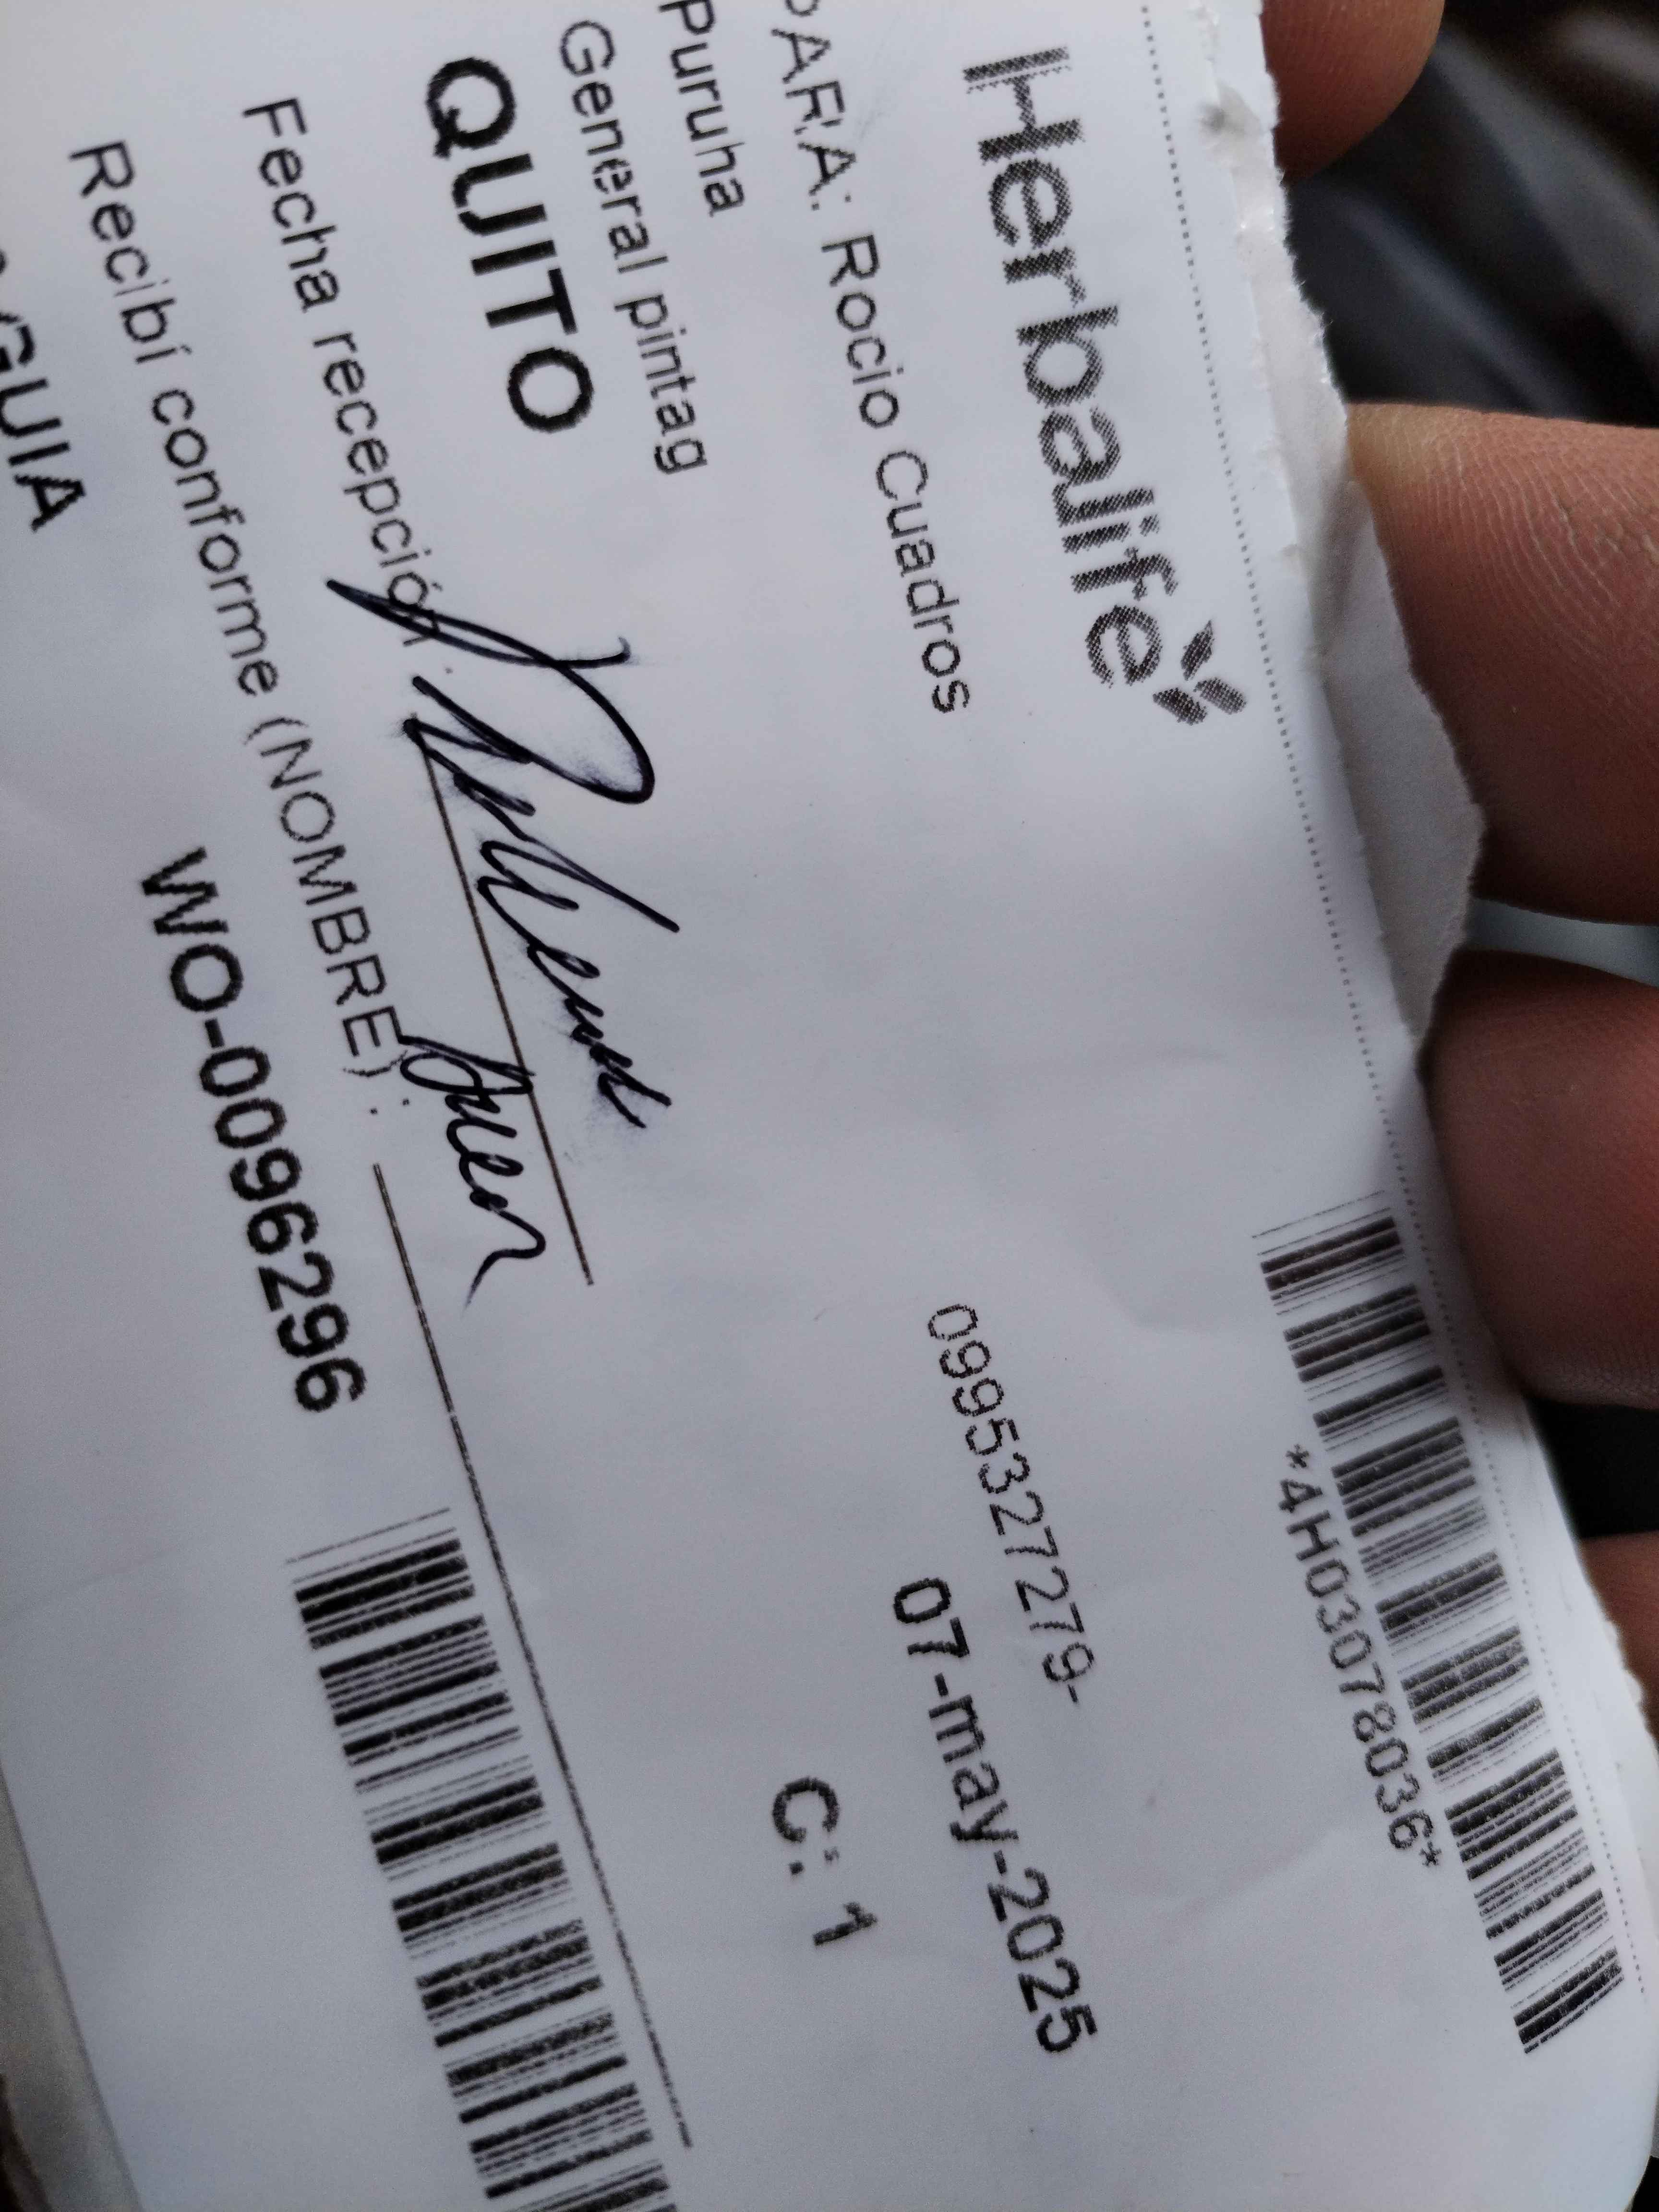 Herbalife
*4H03078036*
PARA: Rocio Cuadros
0995327279-
Puruha
07-may-2025
General pintag
C: 1
QUITO
Fecha recepción:
Recibí conforme (NOMBRE):
WO-0096296
GUIA